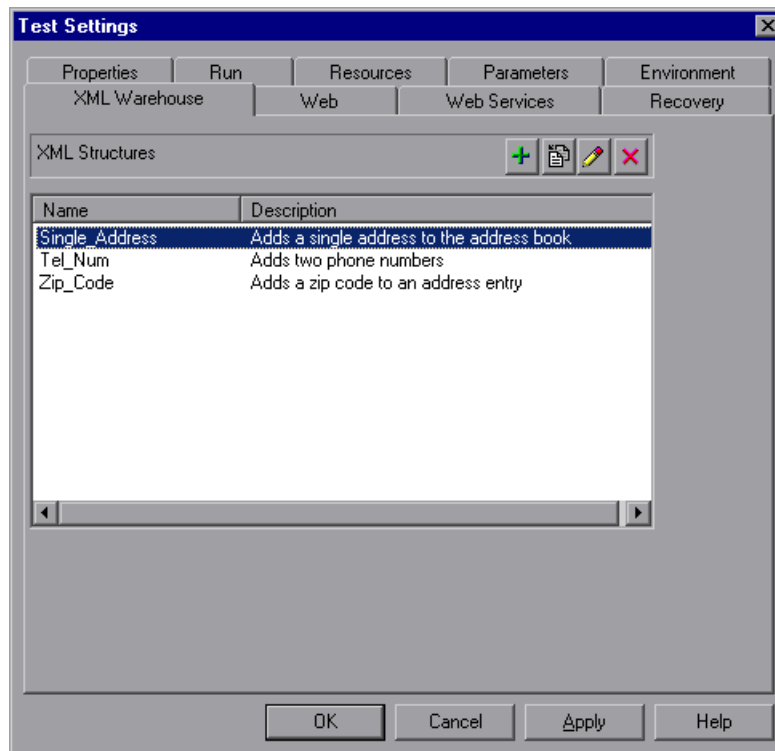 Test Settings
Properties Run Resources Parameters Environment
XML Warehouse Web Web Services Recovery
XML Structures
Name Description
Single_Address Adds a single address to the address book
Tel_Num Adds two phone numbers
Zip_Code Adds a zip code to an address entry
OK Cancel Apply Help